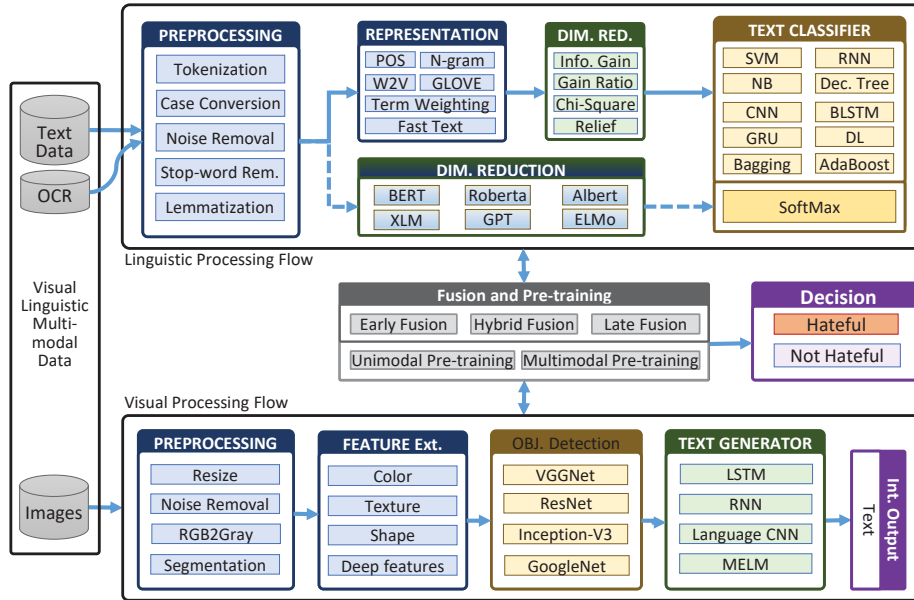 PREPROCESSING
Tokenization
Case Conversion
Noise Removal
Stop-word Rem.
Lemmatization
REPRESENTATION
POS N-gram
W2V GLOVE
Term Weighting
Fast Text
DIM. RED.
Info. Gain
Gain Ratio
Chi-Square
Relief
TEXT CLASSIFIER
SVM RNN
NB Dec. Tree
CNN BLSTM
GRU DL
Bagging AdaBoost
SoftMax
DIM. REDUCTION
BERT Roberta Albert
XLM GPT ELMo
Text
Data
OCR
Linguistic Processing Flow
Visual
Linguistic
Multi-
modal
Data
Fusion and Pre-training
Early Fusion Hybrid Fusion Late Fusion
Unimodal Pre-training Multimodal Pre-training
Decision
Hateful
Not Hateful
Visual Processing Flow
Images
PREPROCESSING
Resize
Noise Removal
RGB2Gray
Segmentation
FEATURE Ext.
Color
Texture
Shape
Deep features
OBJ. Detection
VGGNet
ResNet
Inception-V3
GoogleNet
TEXT GENERATOR
LSTM
RNN
Language CNN
MELM
Text
Int. Output